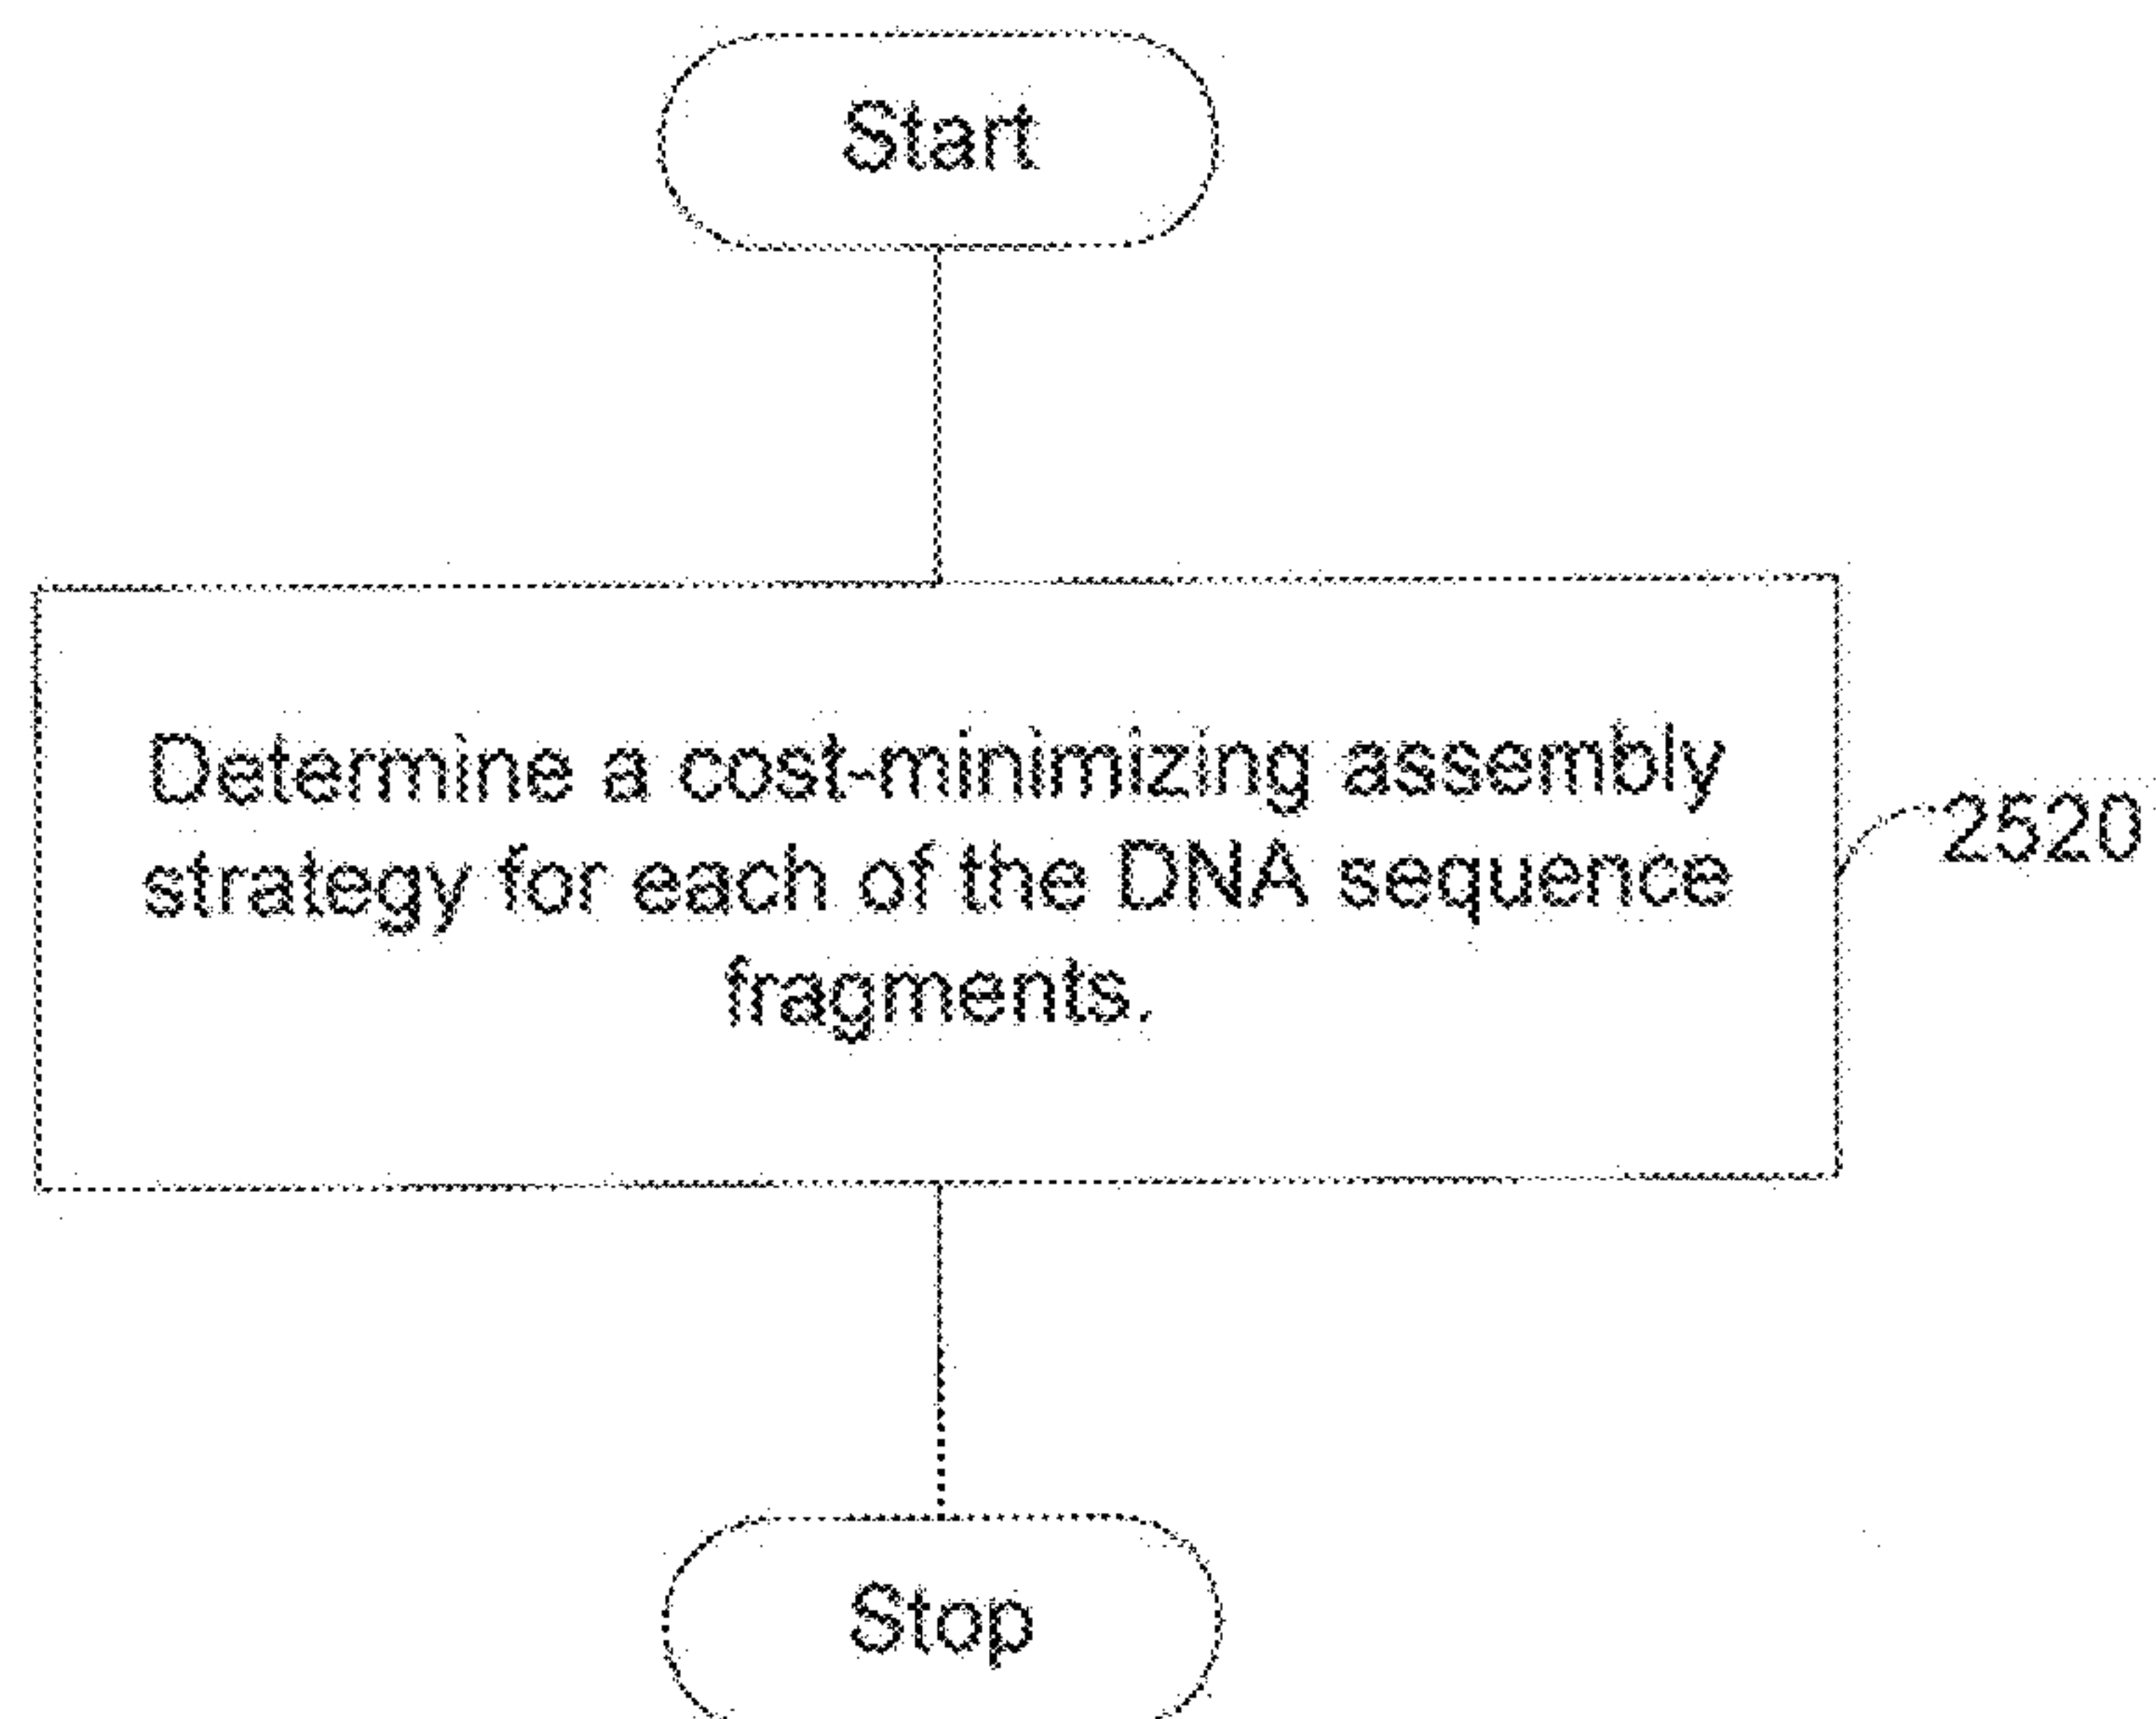 Start
Determine a cost-minimizing assembly
strategy for each of the DNA sequence
fragments.
2520
Stop